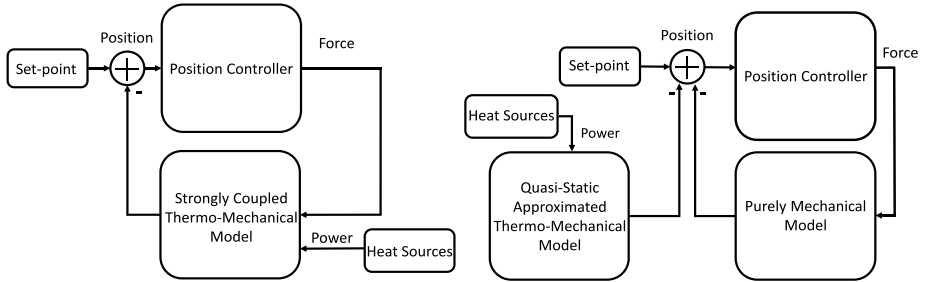 Position
Set-point
-
Position Controller
Force
Strongly Coupled
Thermo-Mechanical
Model
Power
Heat Sources
Position
Set-point
-
-
Position Controller
Force
Heat Sources
Power
Quasi-Static
Approximated
Thermo-Mechanical
Model
Purely Mechanical
Model